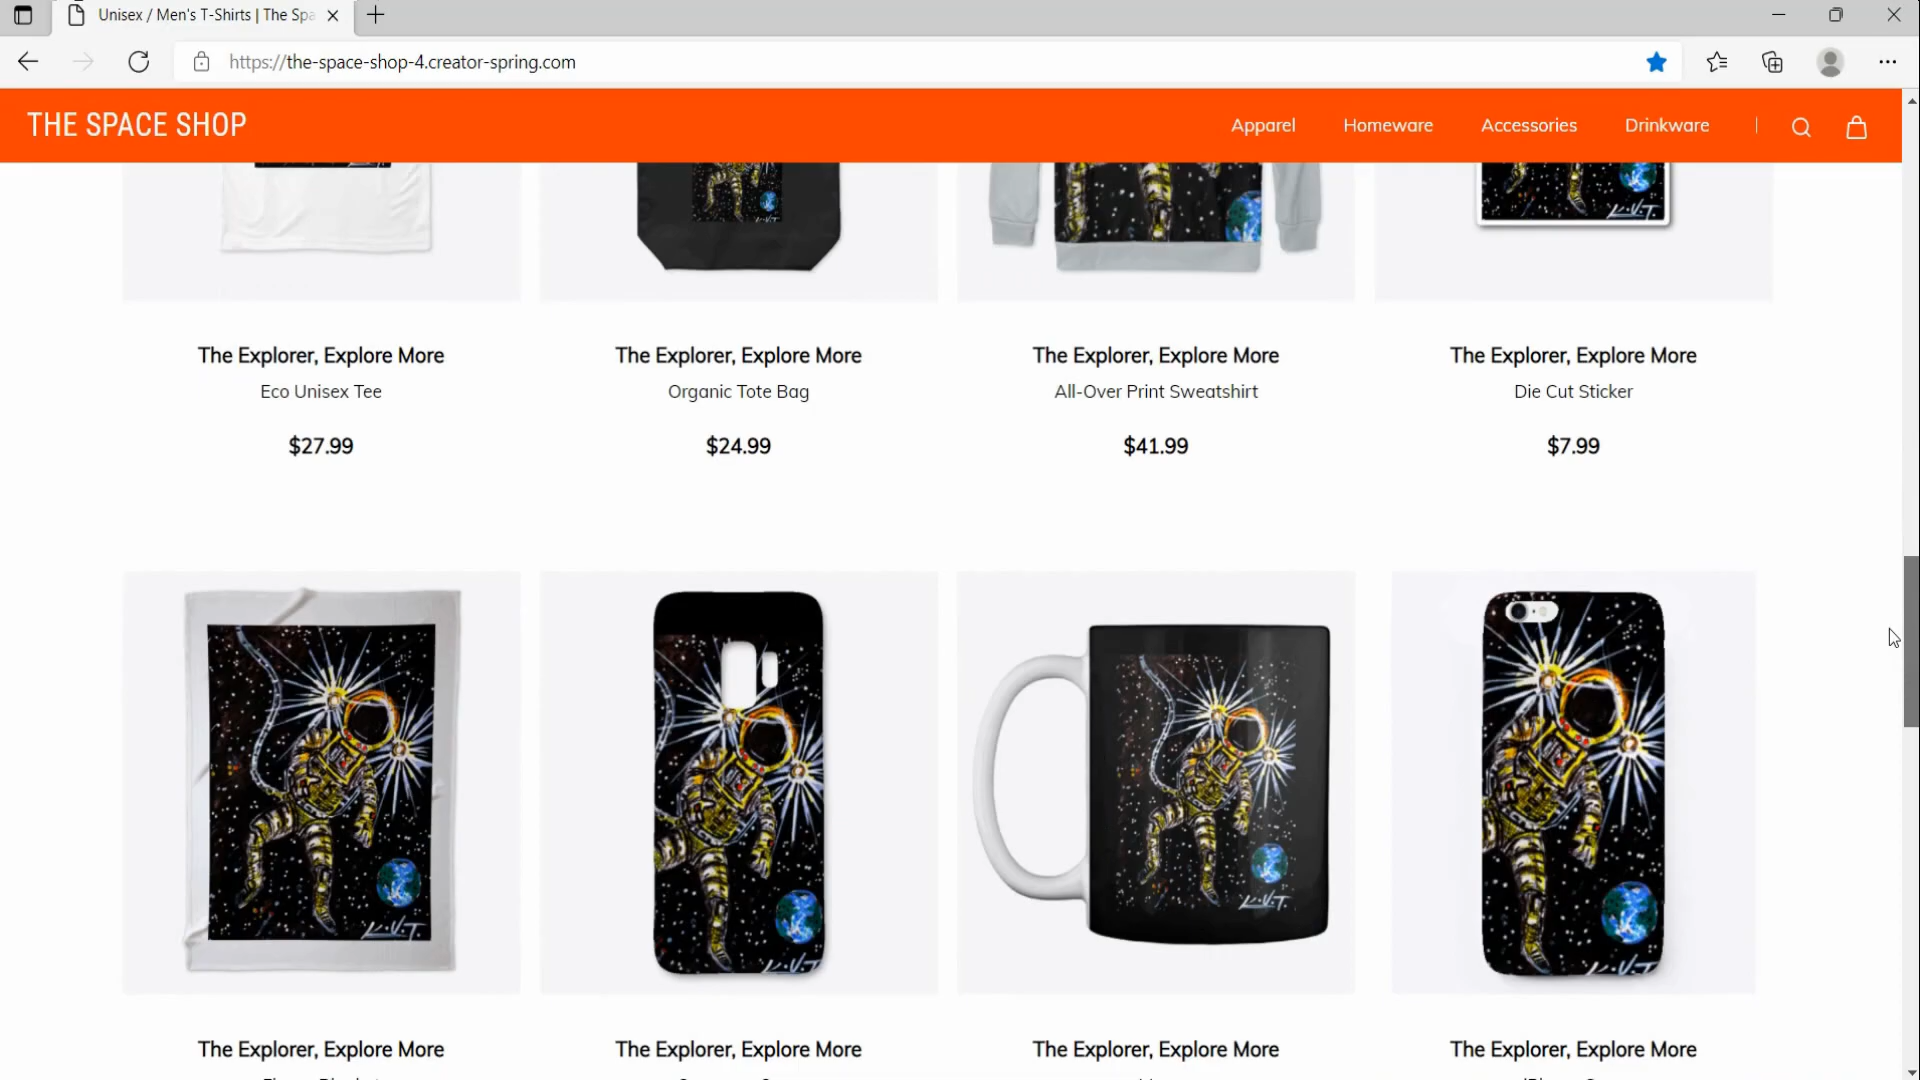 Unisex / Men's T-Shirts | The Spa
https://the-space-shop-4.creator-spring.com
THE SPACE SHOP
Apparel
Homeware
Accessories
Drinkware
The Explorer, Explore More
Eco Unisex Tee
$27.99
The Explorer, Explore More
Organic Tote Bag
$24.99
The Explorer, Explore More
All-Over Print Sweatshirt
$41.99
L.V.T.
The Explorer, Explore More
Die Cut Sticker
$7.99
L.V.T.
The Explorer, Explore More
L.V.T.
The Explorer, Explore More
L.V.T.
The Explorer, Explore More
L.V.T.
The Explorer, Explore More